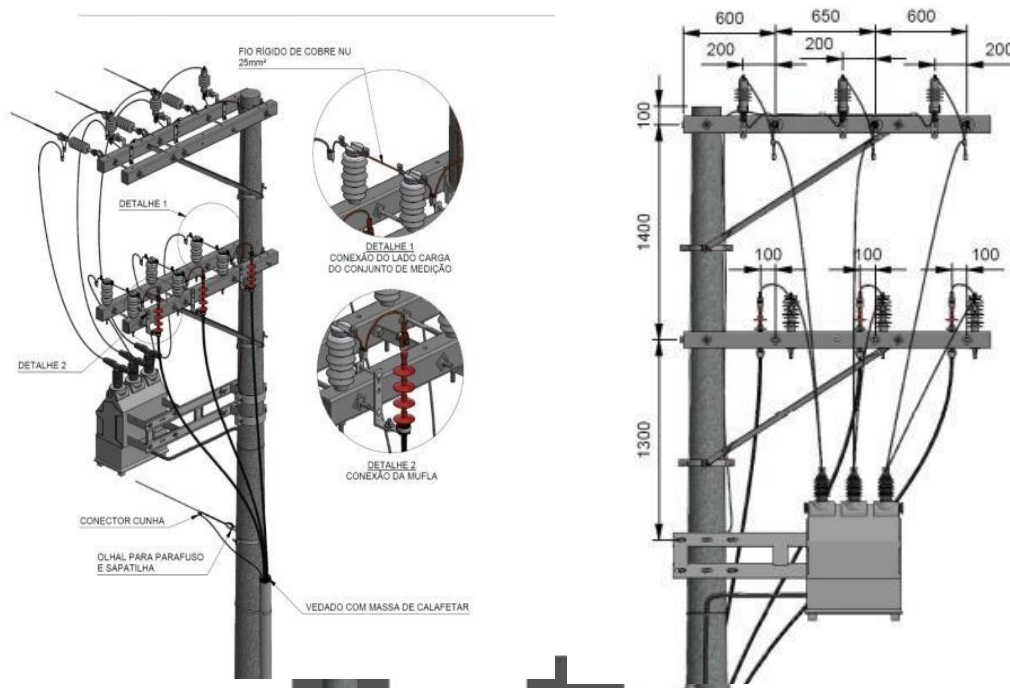 FIO RÍGIDO DE COBRE NU
25mm²
DETALHE 1
DETALHE 1
CONEXÃO DO LADO CARGA
DO CONJUNTO DE MEDIÇÃO
DETALHE 2
DETALHE 2
CONEXÃO DA MUFLA
CONECTOR CUNHA
OLHAL PARA PARAFUSO
E SAPATILHA
VEDADO COM MASSA DE CALAFETAR
600 650 600
200 200 200
100
1400
100 100 100
1300